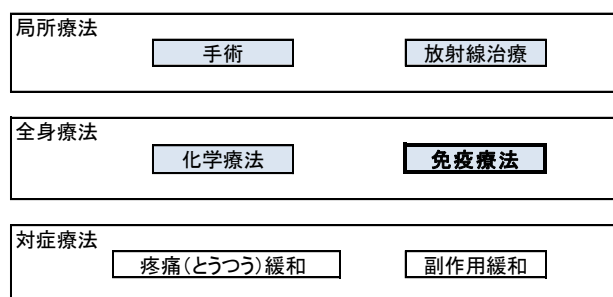 局所療法
手術 放射線治療
全身療法
化学療法 免疫療法
対症療法
疼痛(とうつう)緩和 副作用緩和